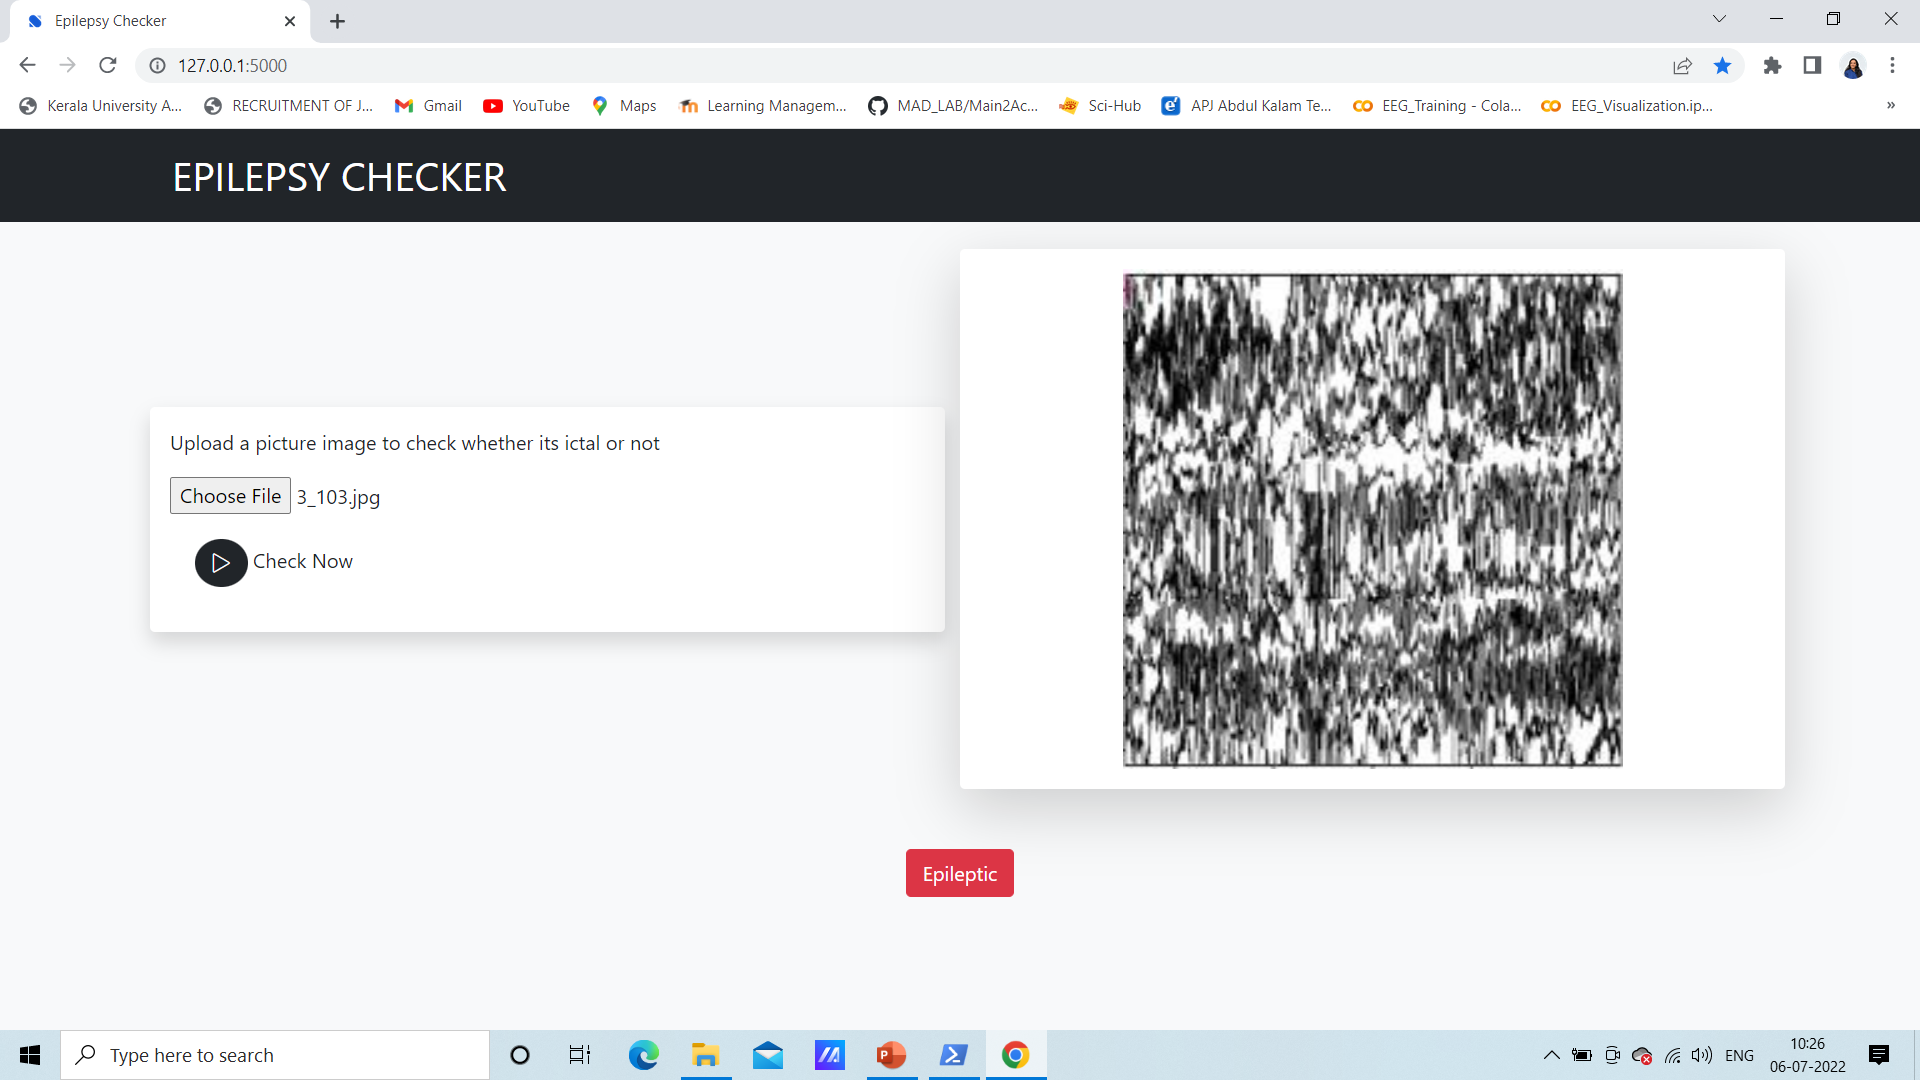 Epilepsy Checker
127.0.0.1:5000
Kerala University A...
RECRUITMENT OF J...
Gmail
YouTube
Maps
Learning Managem...
MAD_LAB/Main2Ac...
Sci-Hub
APJ Abdul Kalam Te...
EEG_Training - Cola...
EEG_Visualization.ip...
»
EPILEPSY CHECKER
Upload a picture image to check whether its ictal or not
Choose File 3_103.jpg
Check Now
Epileptic
Type here to search
ENG
10:26
06-07-2022